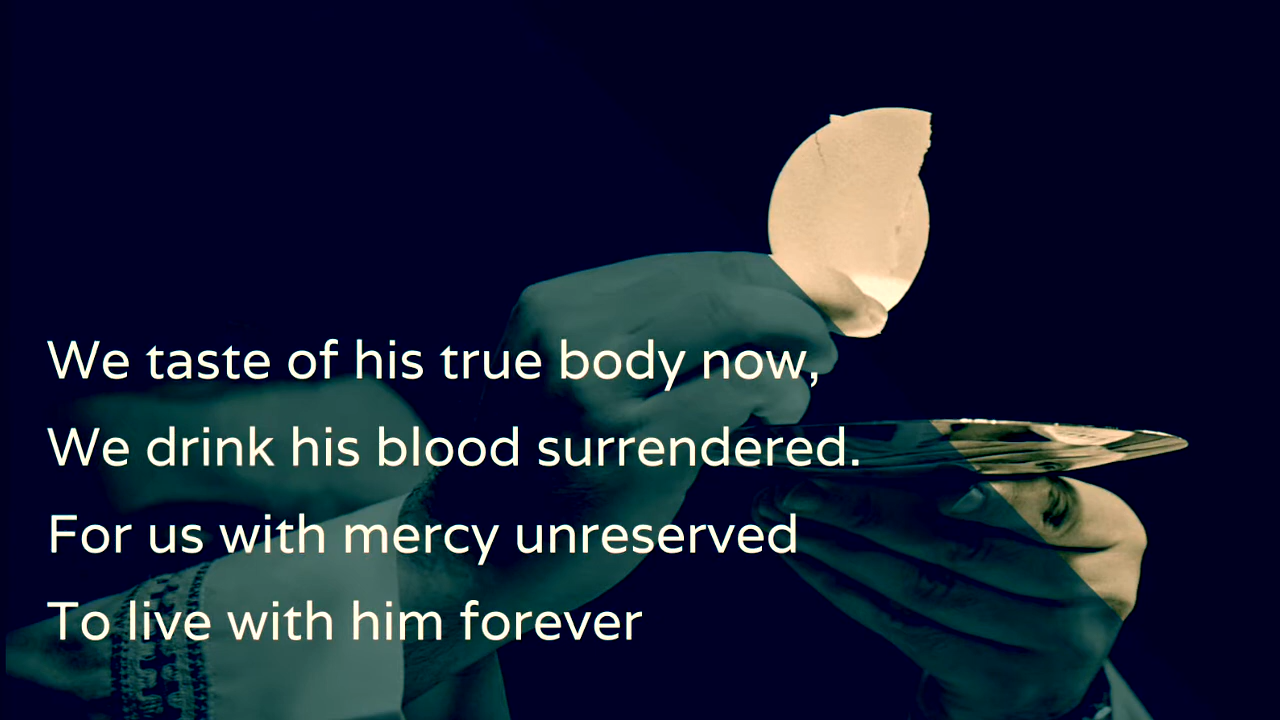 We taste of his true body now,
We drink his blood surrendered.
For us with mercy unreserved
To live with him forever